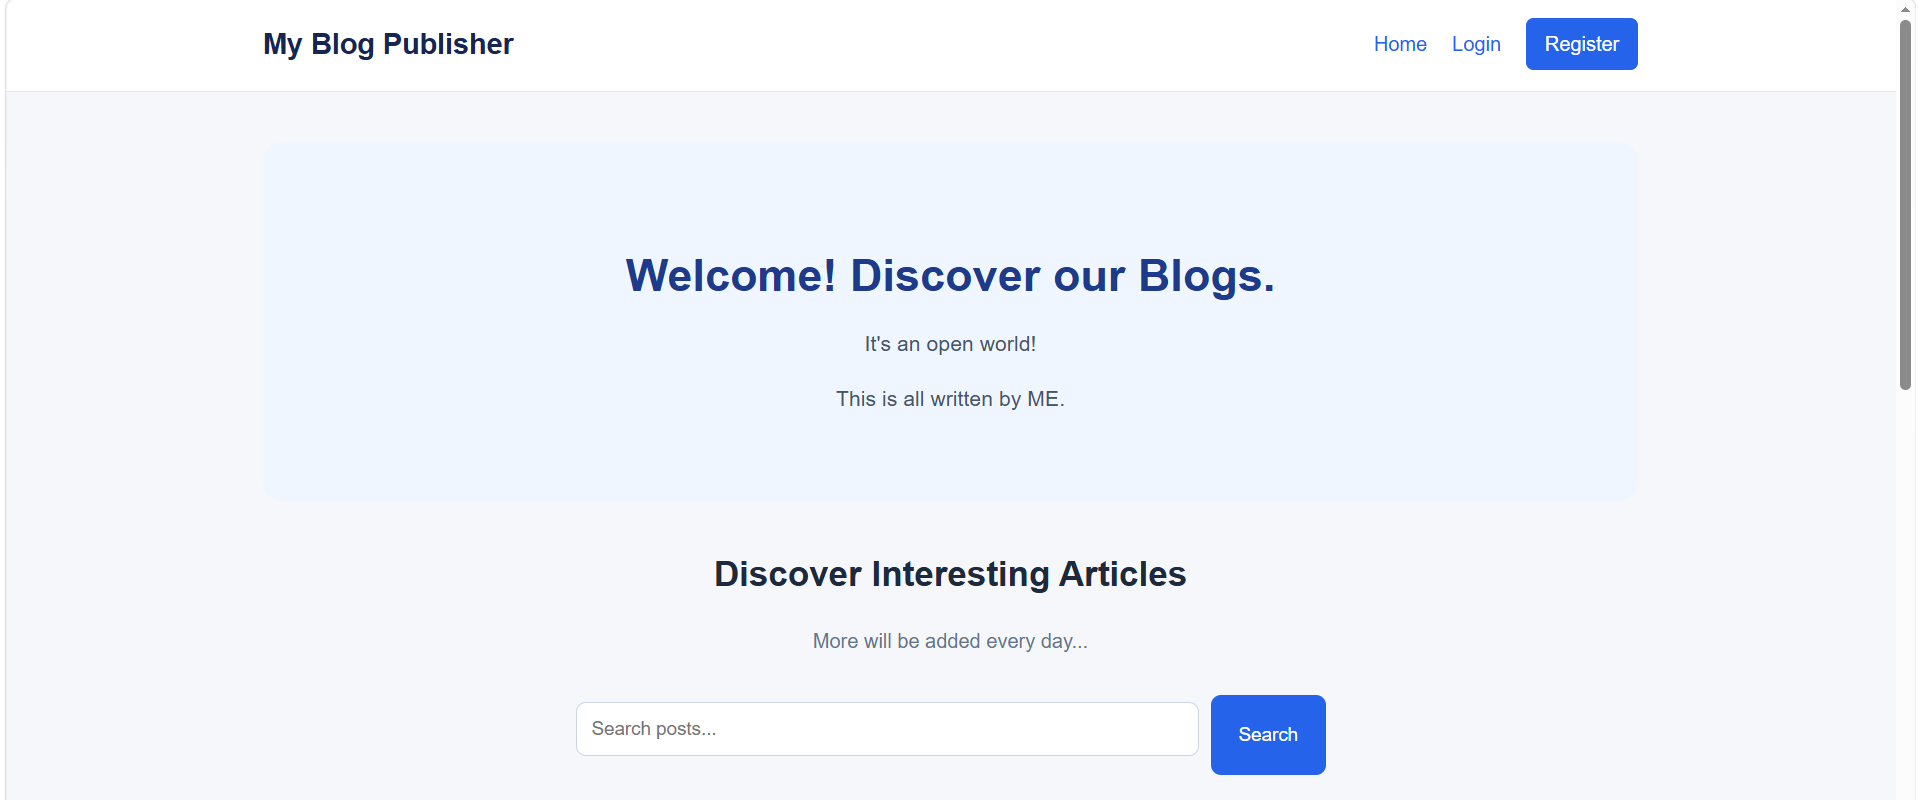 My Blog Publisher
Home Login Register
Welcome! Discover our Blogs.
It's an open world!
This is all written by ME.
Discover Interesting Articles
More will be added every day...
Search posts... Search